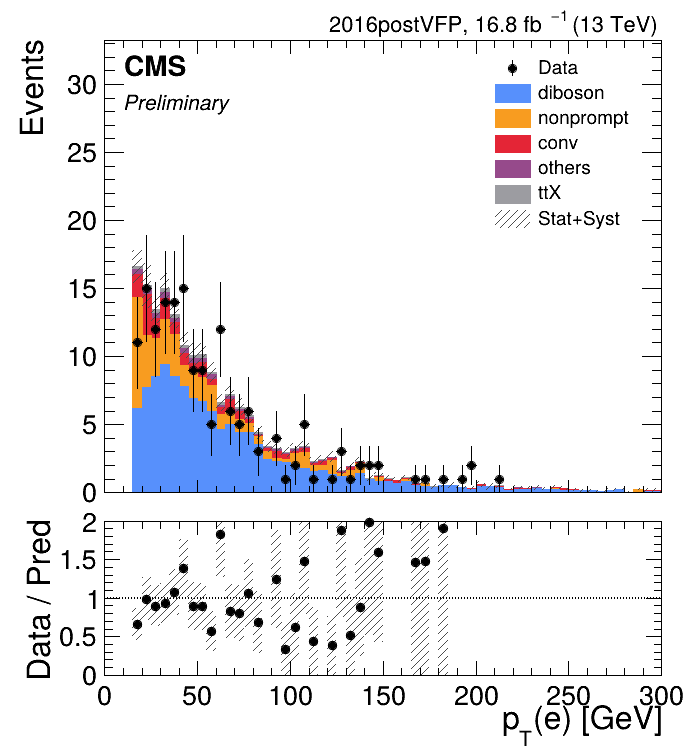 2016postVFP, 16.8 fb⁻¹ (13 TeV)
CMS
Preliminary
Events
30
25
20
15
10
5
0
Data
diboson
nonprompt
conv
others
ttX
Stat+Syst
Data / Pred
2
1.5
1
0.5
0
0 50 100 150 200 250 300
p_T(e) [GeV]